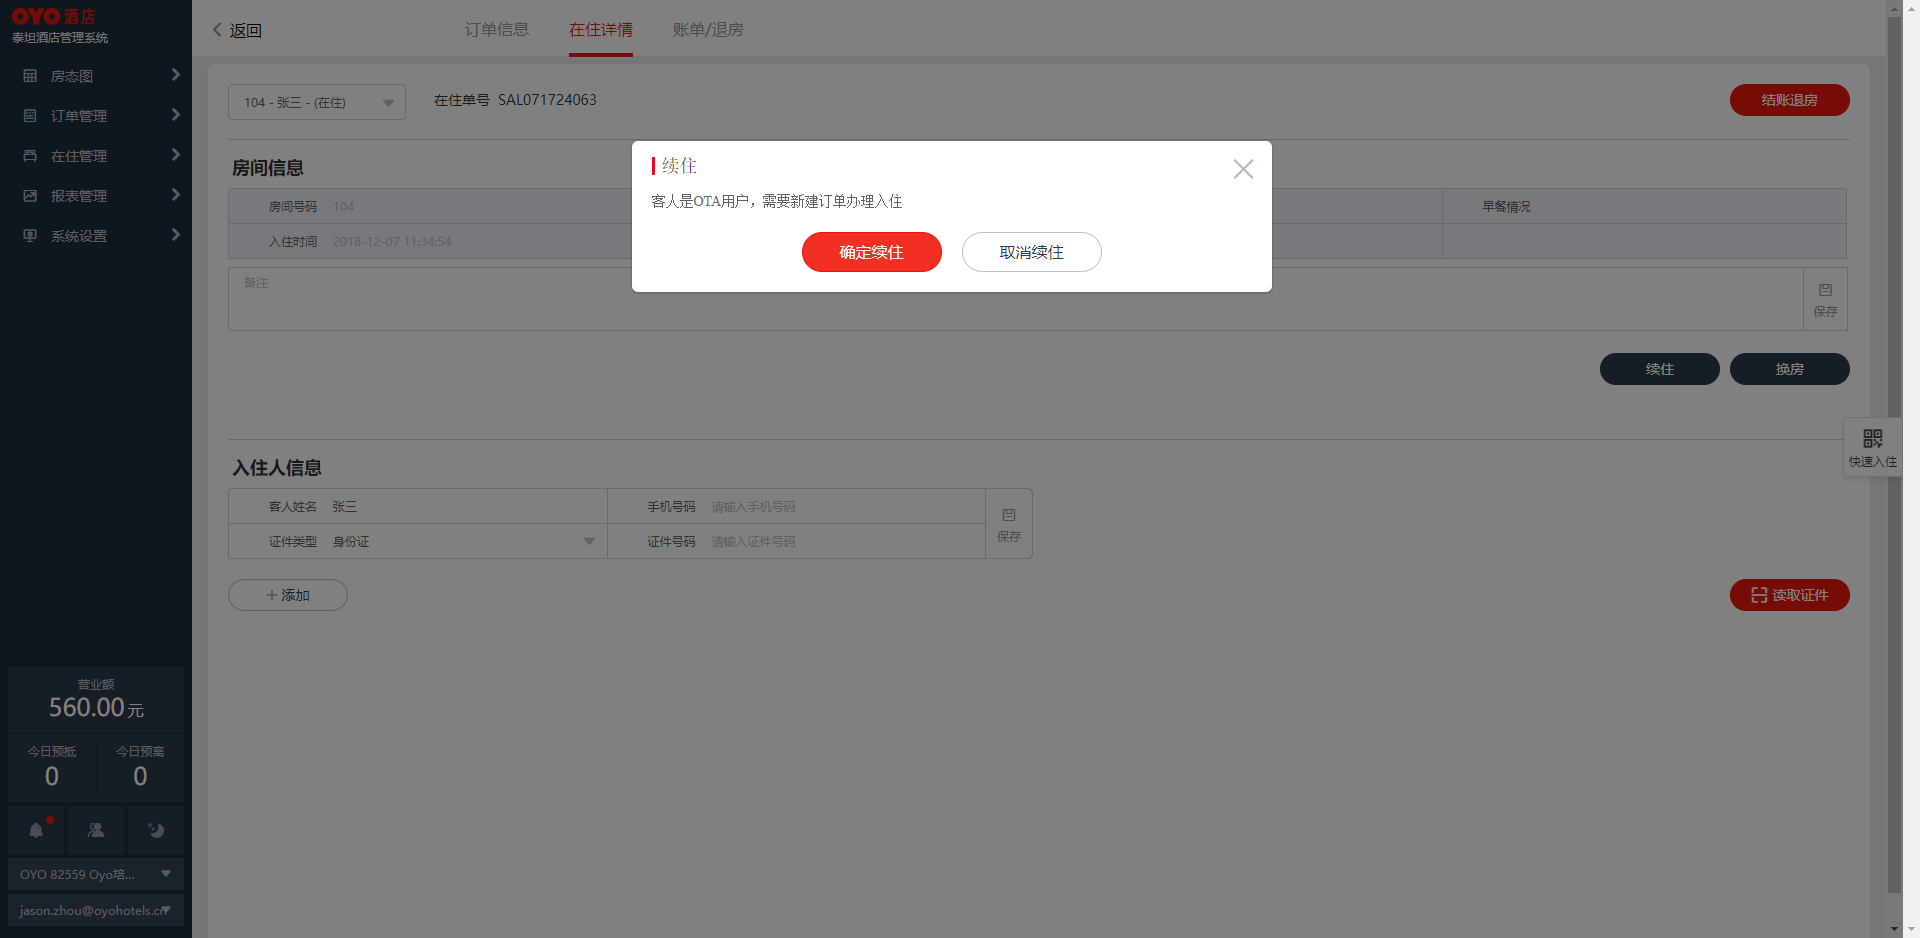 OYO 酒店
泰坦酒店管理系统
房态图
订单管理
在住管理
报表管理
系统设置
营业额
560.00元
今日预抵 今日预离
0 0
OYO 82559 Oyo培...
jason.zhou@oyohotels.cn
返回 订单信息 在住详情 账单/退房
104 - 张三 - (在住) 在住单号 SAL071724063 结账退房
续住
客人是OTA用户，需要新建订单办理入住
确定续住 取消续住
房间信息
房间号码 104 早餐情况
入住时间 2018-12-07 11:34:54
备注
保存
续住 换房
快速入住
入住人信息
客人姓名 张三 手机号码 请输入手机号码
证件类型 身份证 证件号码 请输入证件号码
保存
添加 读取证件